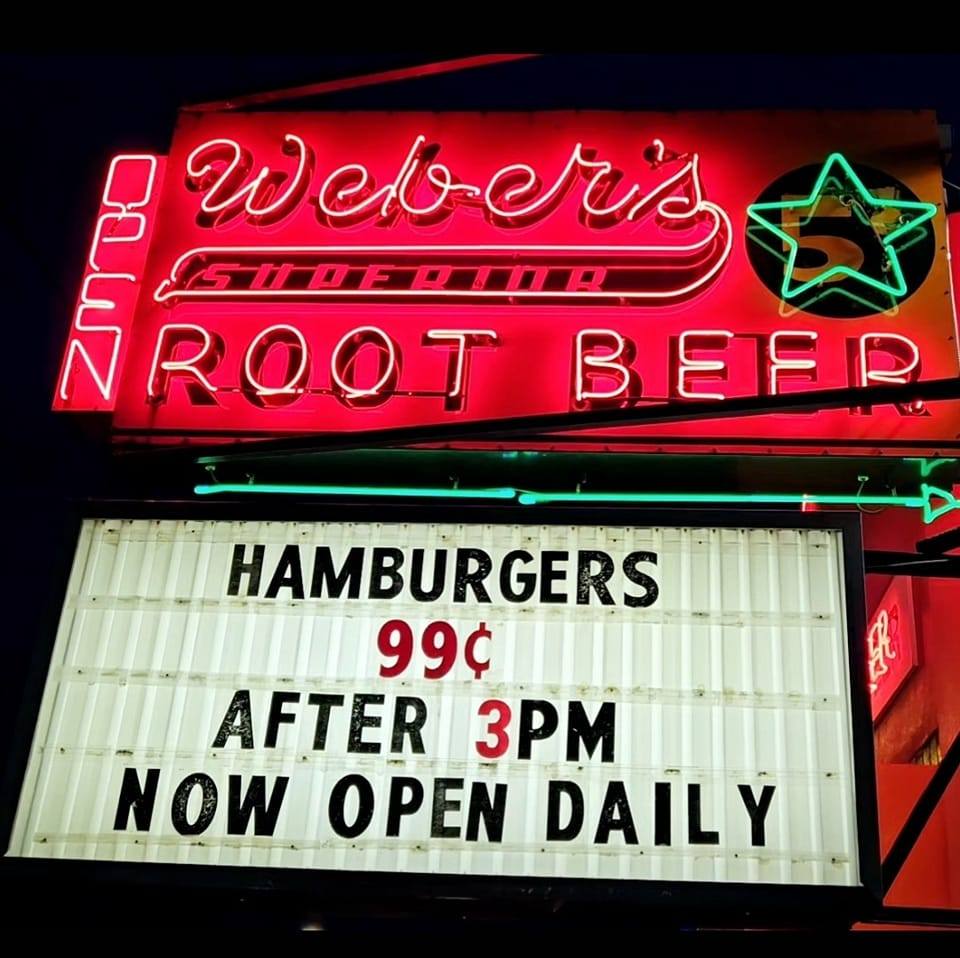 OPEN
Weber's
SUPERIOR
ROOT BEER
5¢
HAMBURGERS
99¢
AFTER 3PM
NOW OPEN DAILY